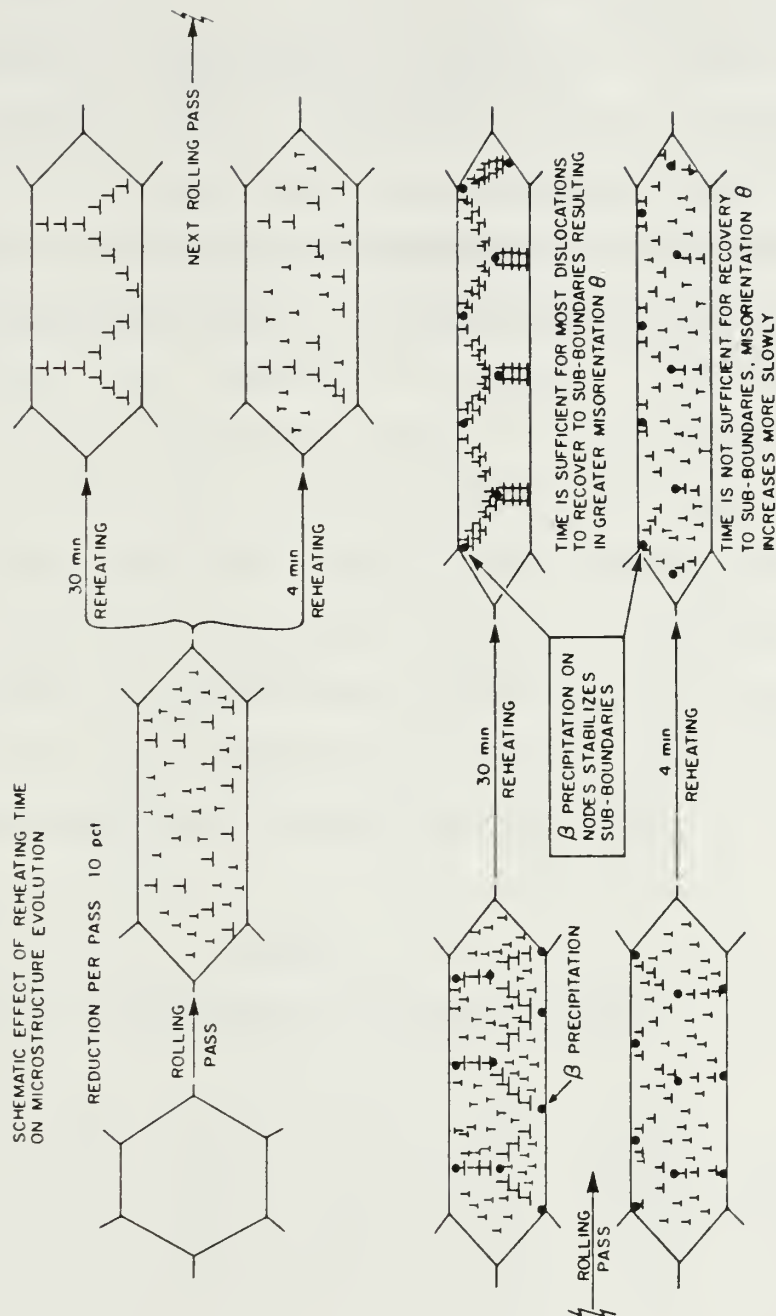 SCHEMATIC EFFECT OF REHEATING TIME
ON MICROSTRUCTURE EVOLUTION
REDUCTION PER PASS 10 pct
ROLLING
PASS
30 min
REHEATING
4 min
REHEATING
NEXT ROLLING PASS
ROLLING
PASS
β PRECIPITATION
30 min
REHEATING
β PRECIPITATION ON
NODES STABILIZES
SUB-BOUNDARIES
4 min
REHEATING
TIME IS SUFFICIENT FOR MOST DISLOCATIONS
TO RECOVER TO SUB-BOUNDARIES RESULTING
IN GREATER MISORIENTATION θ
TIME IS NOT SUFFICIENT FOR RECOVERY
TO SUB-BOUNDARIES, MISORIENTATION θ
INCREASES MORE SLOWLY